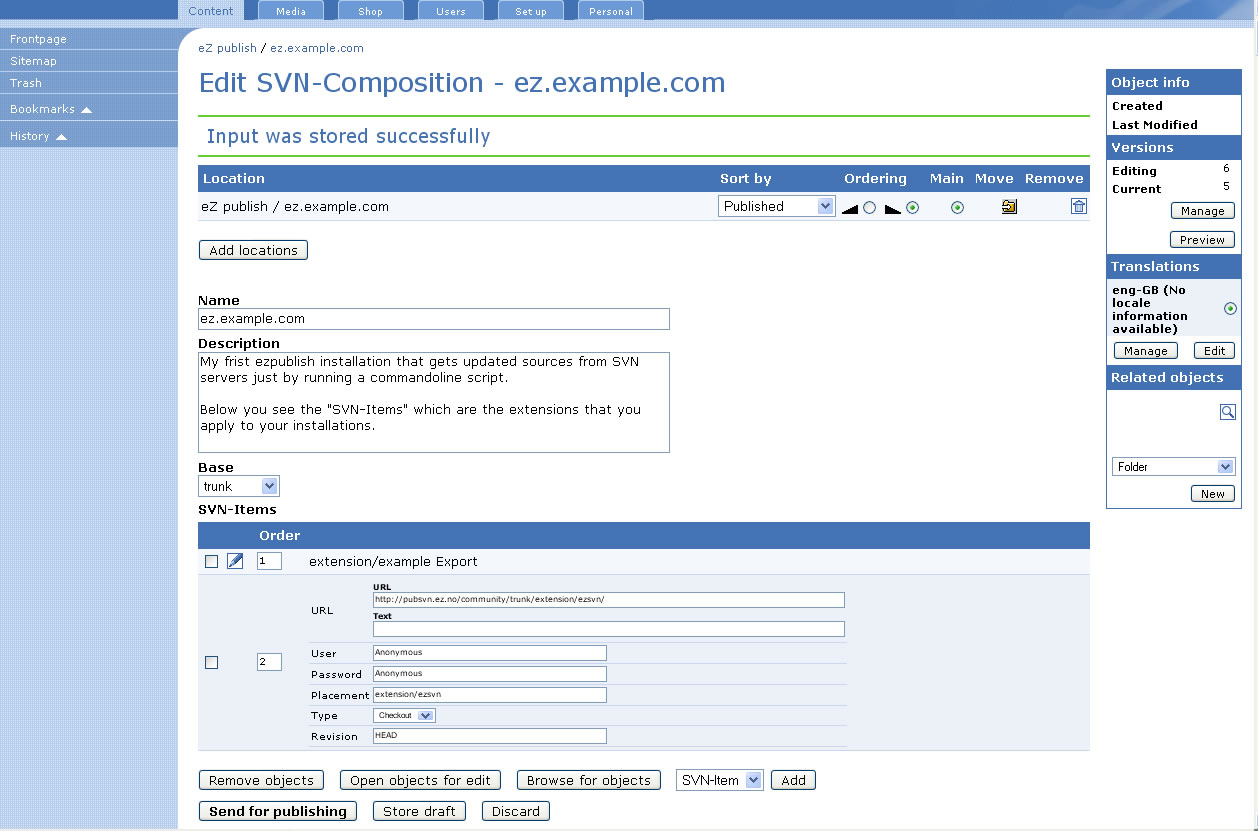 Content Media Shop Users Set up Personal
Frontpage
Sitemap
Trash
Bookmarks
History
eZ publish / ez.example.com
Edit SVN-Composition - ez.example.com
Input was stored successfully
Location Sort by Ordering Main Move Remove
eZ publish / ez.example.com Published
Add locations
Name
ez.example.com
Description
My frist ezpublish installation that gets updated sources from SVN
servers just by running a commandoline script.
Below you see the "SVN-Items" which are the extensions that you
apply to your installations.
Base
trunk
SVN-Items
Order
1 extension/example Export
2
URL
URL
http://pubsvn.ez.no/community/trunk/extension/ezsvn/
Text
User Anonymous
Password Anonymous
Placement extension/ezsvn
Type Checkout
Revision HEAD
Remove objects Open objects for edit Browse for objects SVN-Item Add
Send for publishing Store draft Discard
Object info
Created
Last Modified
Versions
Editing 6
Current 5
Manage
Preview
Translations
eng-GB (No
locale
information
available)
Manage Edit
Related objects
Folder
New